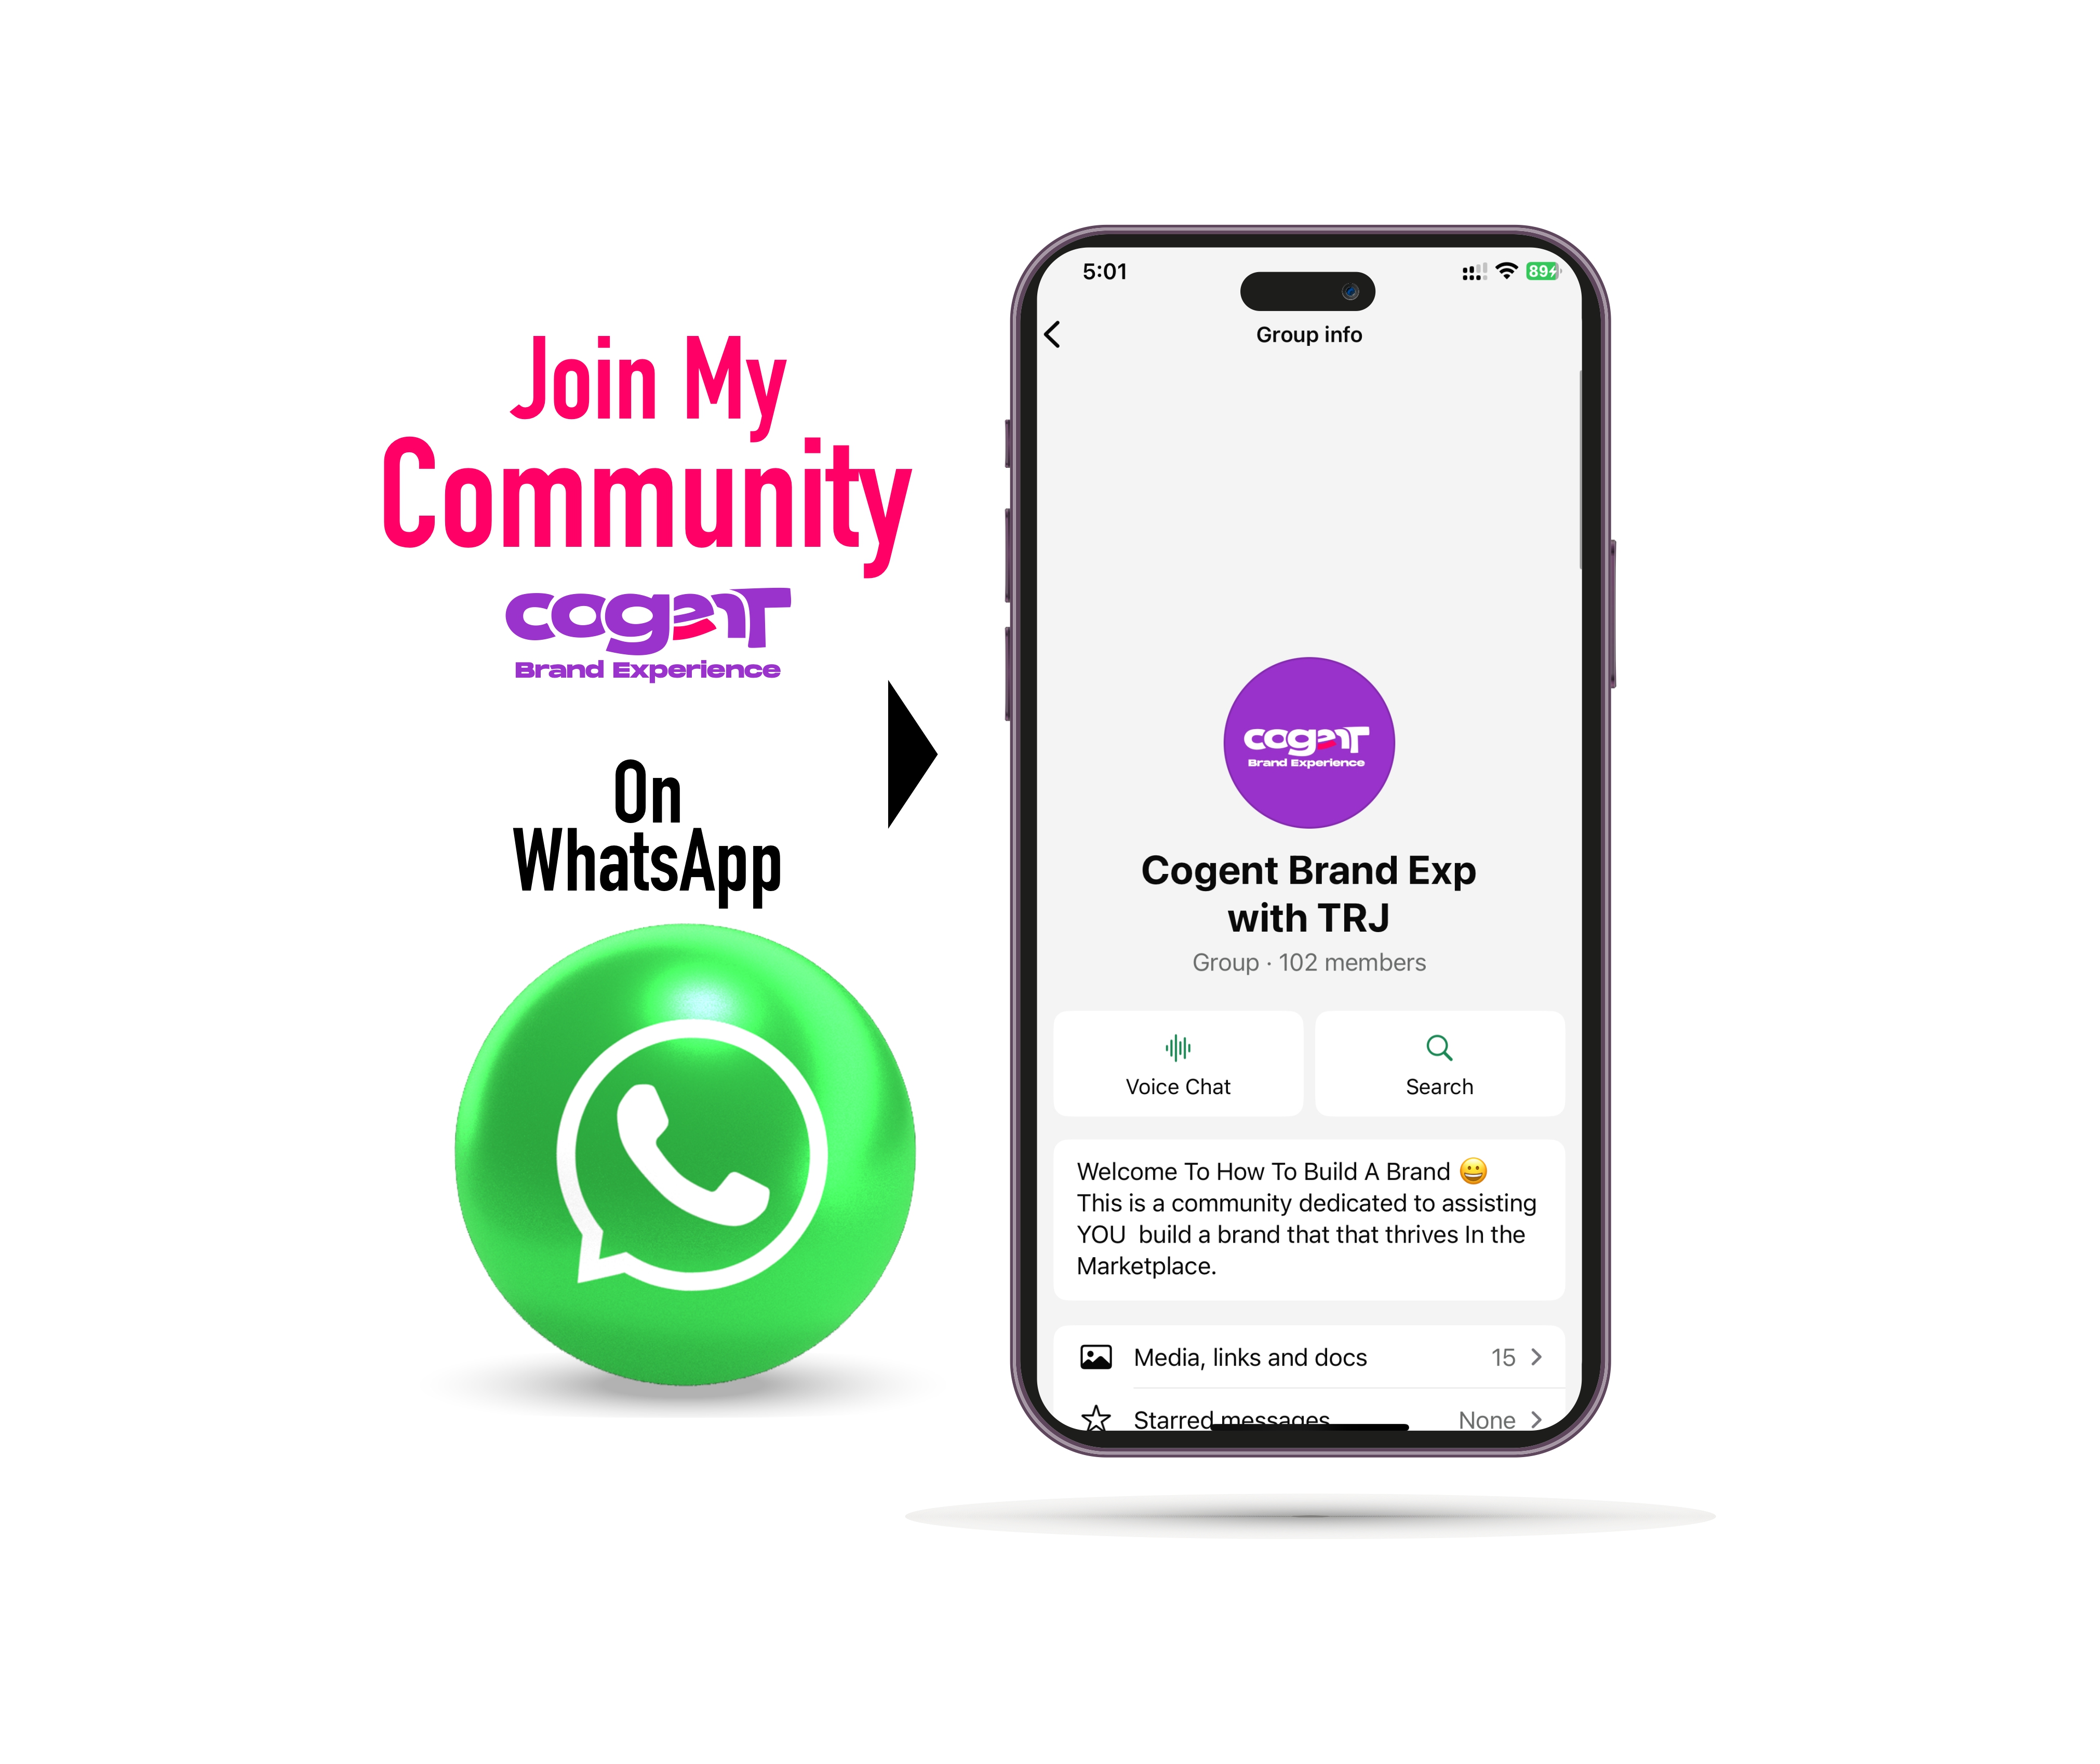 Join My
Community
cogent
Brand Experience
On
WhatsApp
5:01
89
Group info
cogent
Brand Experience
Cogent Brand Exp
with TRJ
Group · 102 members
Voice Chat
Search
Welcome To How To Build A Brand 😀
This is a community dedicated to assisting
YOU  build a brand that that thrives In the
Marketplace.
Media, links and docs 15
Starred messages None